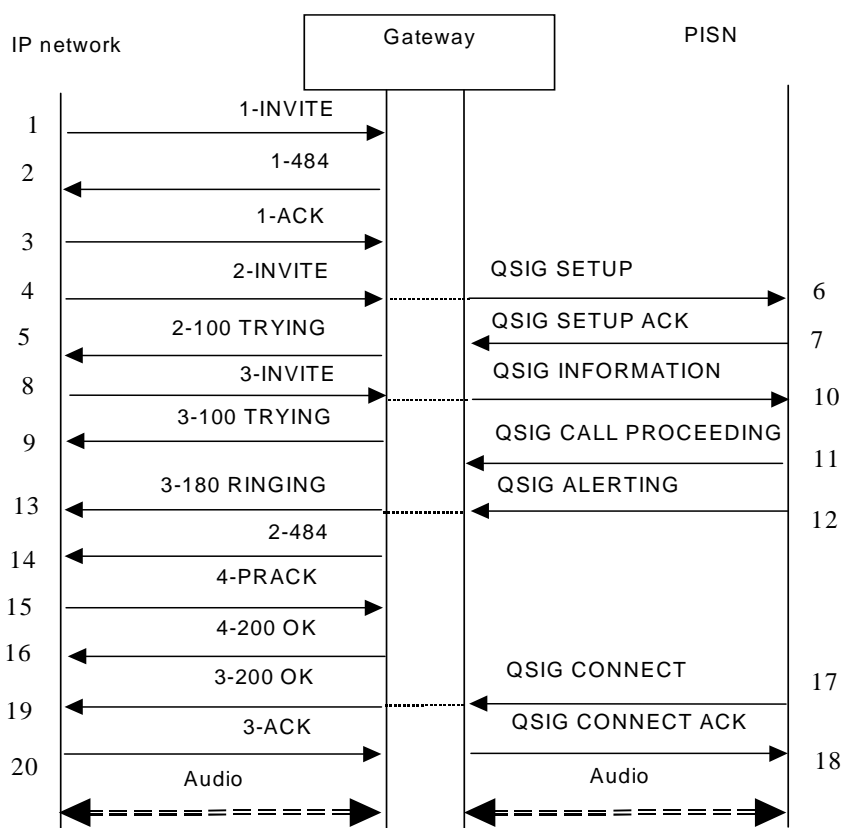 IP network Gateway PISN
1 1-INVITE
2 1-484
3 1-ACK
4 2-INVITE QSIG SETUP 6
5 2-100 TRYING QSIG SETUP ACK 7
8 3-INVITE QSIG INFORMATION 10
9 3-100 TRYING QSIG CALL PROCEEDING 11
13 3-180 RINGING QSIG ALERTING 12
14 2-484
15 4-PRACK
16 4-200 OK
19 3-200 OK QSIG CONNECT 17
20 3-ACK QSIG CONNECT ACK 18
Audio Audio